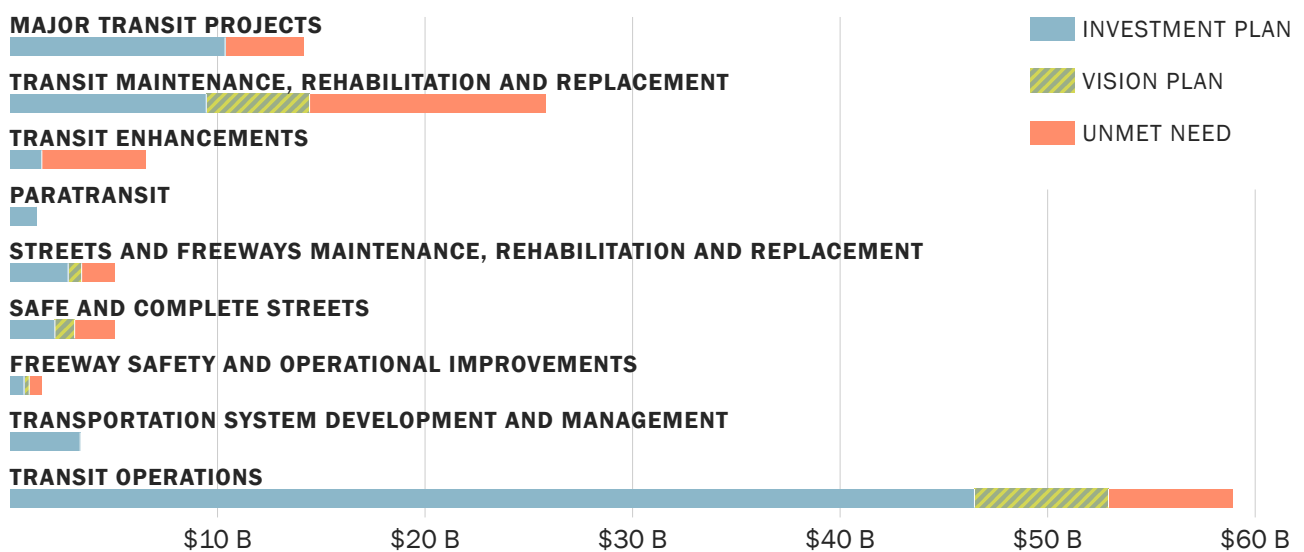 MAJOR TRANSIT PROJECTS
INVESTMENT PLAN
TRANSIT MAINTENANCE, REHABILITATION AND REPLACEMENT
VISION PLAN
TRANSIT ENHANCEMENTS
UNMET NEED
PARATRANSIT
STREETS AND FREEWAYS MAINTENANCE, REHABILITATION AND REPLACEMENT
SAFE AND COMPLETE STREETS
FREEWAY SAFETY AND OPERATIONAL IMPROVEMENTS
TRANSPORTATION SYSTEM DEVELOPMENT AND MANAGEMENT
TRANSIT OPERATIONS
$10 B $20 B $30 B $40 B $50 B $60 B